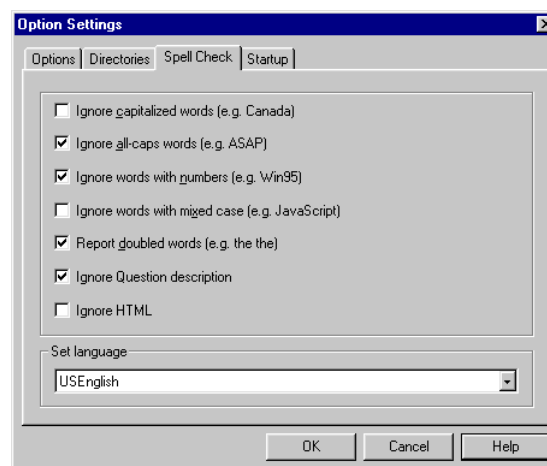 Option Settings
Options Directories Spell Check Startup
Ignore capitalized words (e.g. Canada)
Ignore all-caps words (e.g. ASAP)
Ignore words with numbers (e.g. Win95)
Ignore words with mixed case (e.g. JavaScript)
Report doubled words (e.g. the the)
Ignore Question description
Ignore HTML
Set language
USEnglish
OK Cancel Help